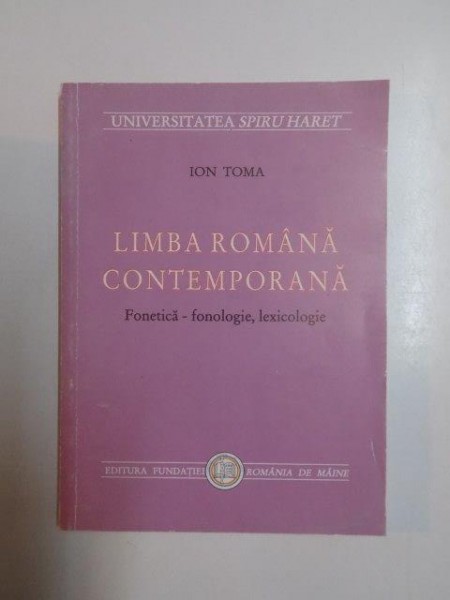 UNIVERSITATEA SPIRU HARET
ION TOMA
LIMBA ROMÂNĂ
CONTEMPORANĂ
Fonetică - fonologie, lexicologie
EDITURA FUNDAȚIEI ROMÂNIA DE MÂINE